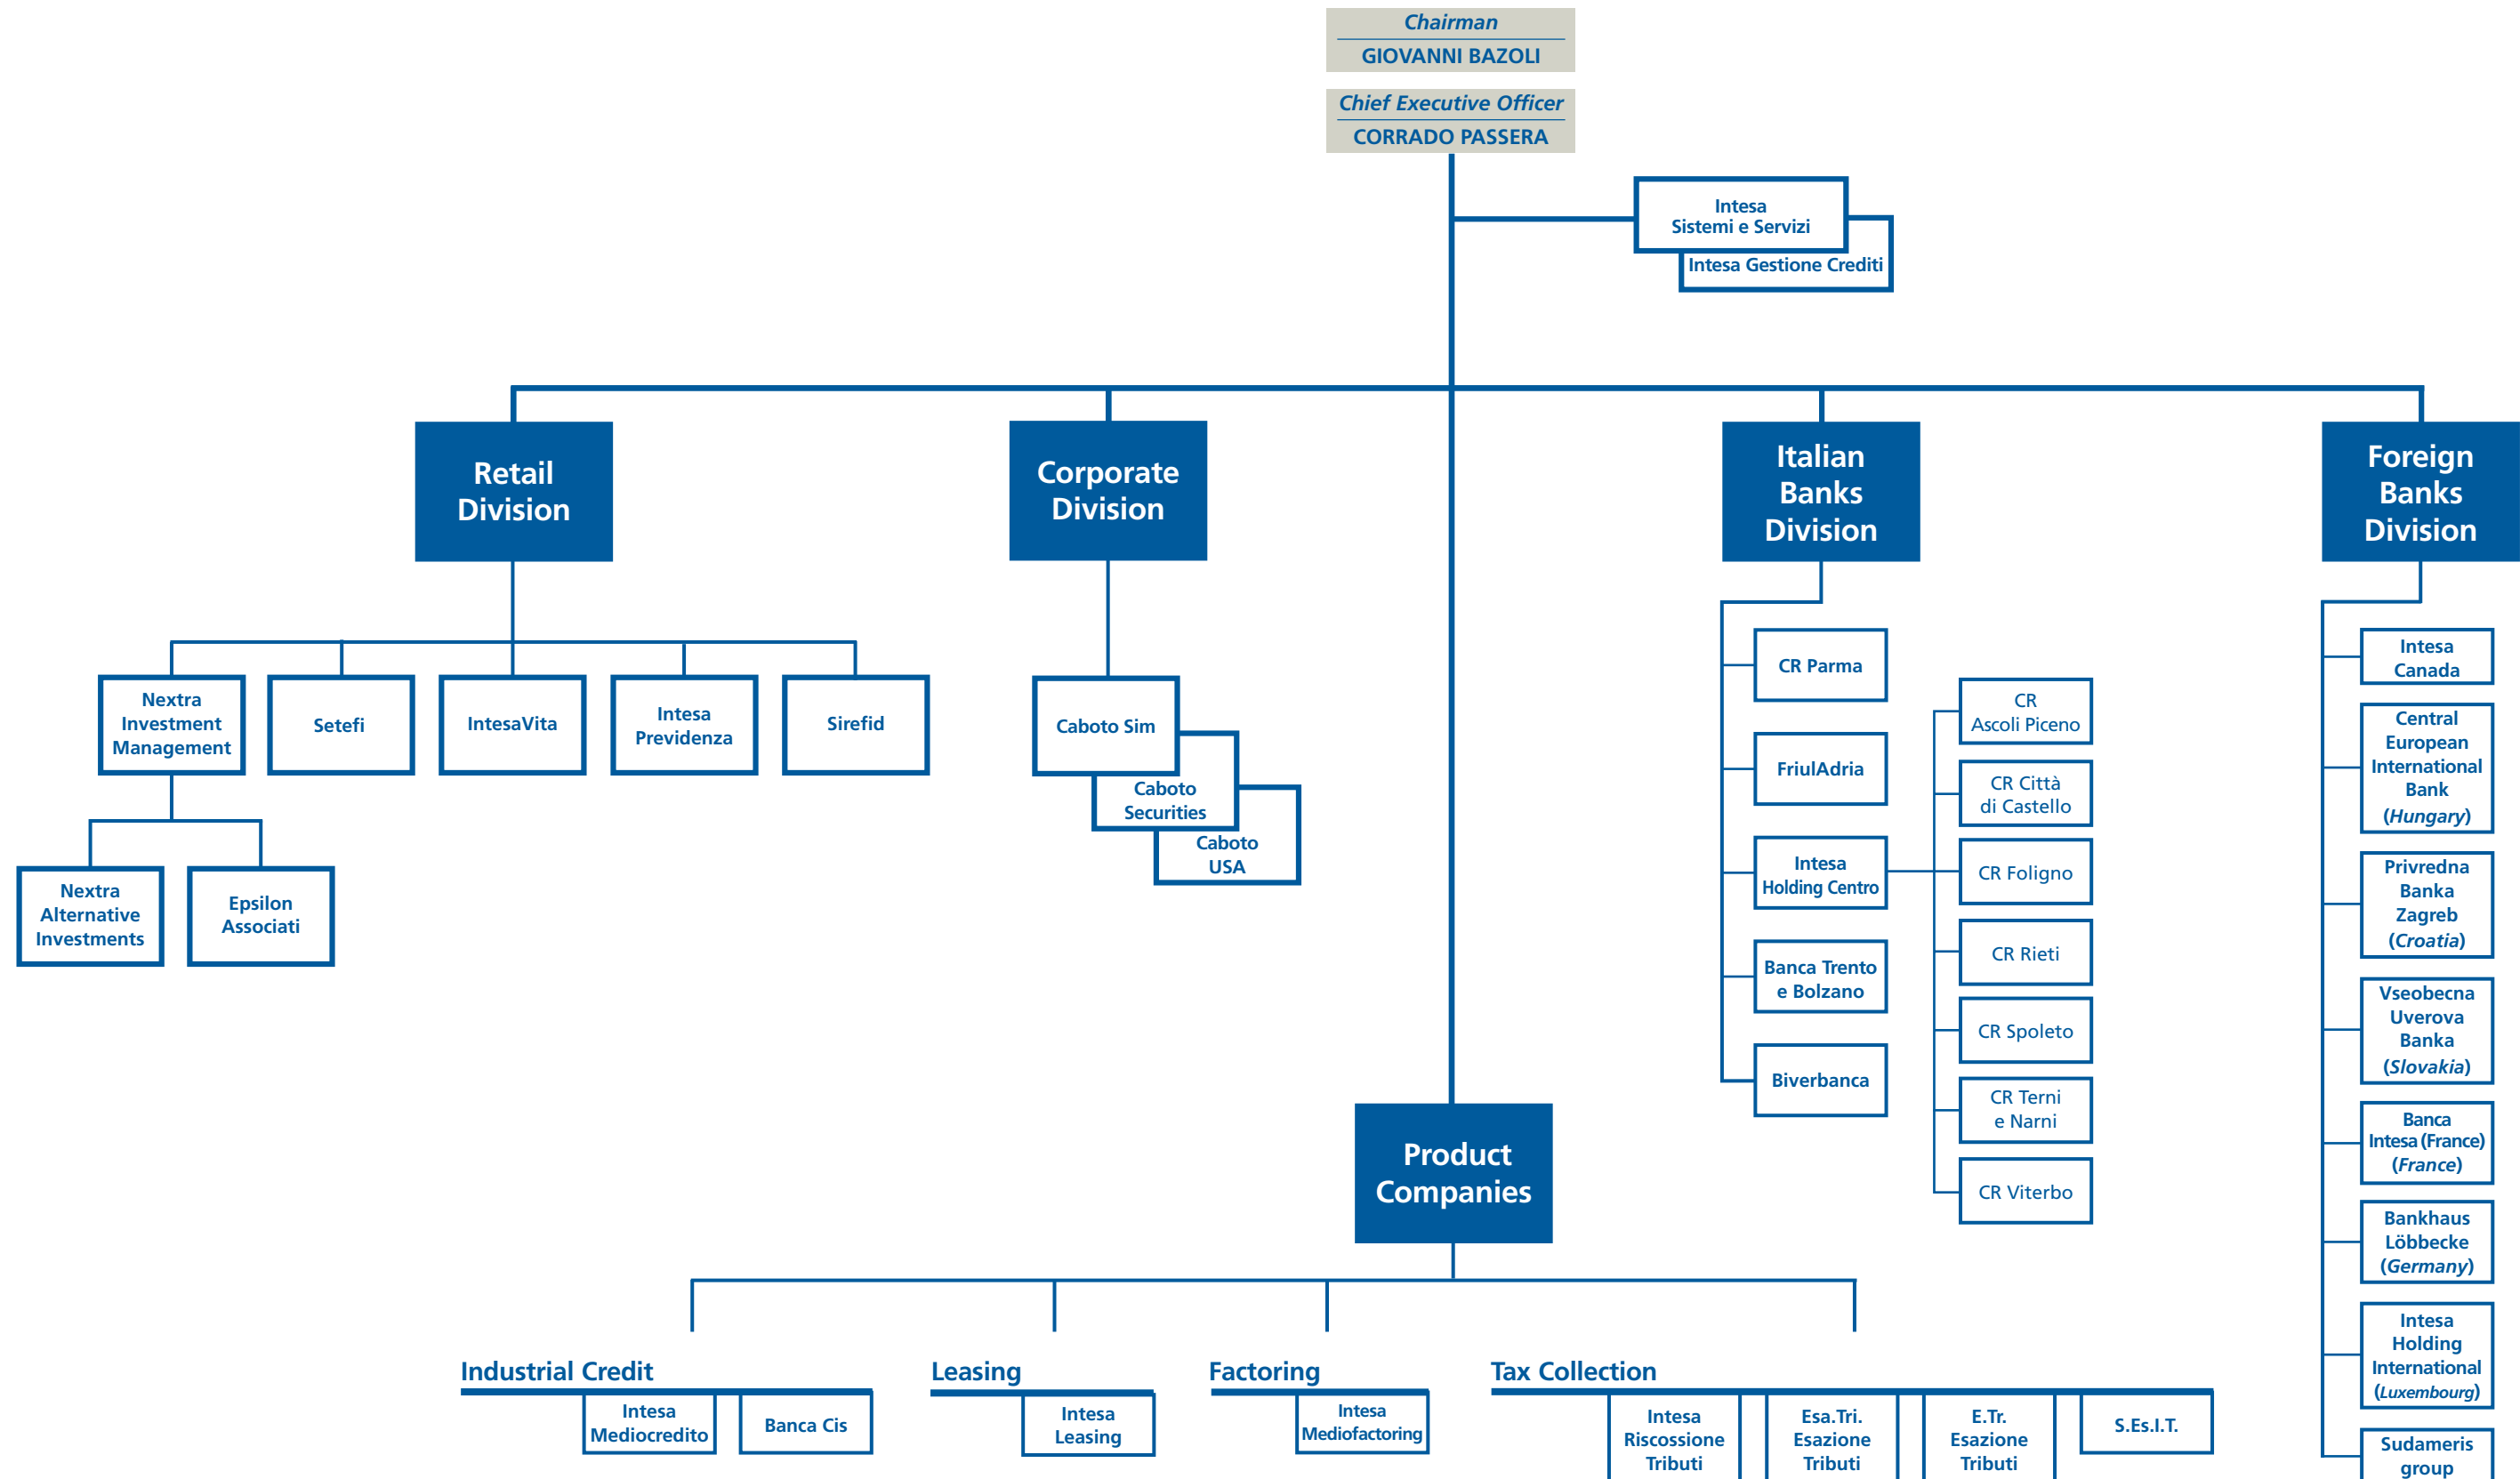 Chairman
GIOVANNI BAZOLI
Chief Executive Officer
CORRADO PASSERA
Intesa
Sistemi e Servizi
Intesa Gestione Crediti
Retail
Division
Corporate
Division
Italian
Banks
Division
Foreign
Banks
Division
Nextra
Investment
Management
Setefi
IntesaVita
Intesa
Previdenza
Sirefid
Nextra
Alternative
Investments
Epsilon
Associati
Caboto Sim
Caboto
Securities
Caboto
USA
CR Parma
FriulAdria
Intesa
Holding Centro
Banca Trento
e Bolzano
Biverbanca
CR
Ascoli Piceno
CR Città
di Castello
CR Foligno
CR Rieti
CR Spoleto
CR Terni
e Narni
CR Viterbo
Intesa
Canada
Central
European
International
Bank
(Hungary)
Privredna
Banka
Zagreb
(Croatia)
Vseobecna
Uverova
Banka
(Slovakia)
Banca
Intesa (France)
(France)
Bankhaus
Löbbecke
(Germany)
Intesa
Holding
International
(Luxembourg)
Sudameris
group
Product
Companies
Industrial Credit
Intesa
Mediocredito
Banca Cis
Leasing
Intesa
Leasing
Factoring
Intesa
Mediofactoring
Tax Collection
Intesa
Riscossione
Tributi
Esa.Tri.
Esazione
Tributi
E.Tr.
Esazione
Tributi
S.Es.I.T.